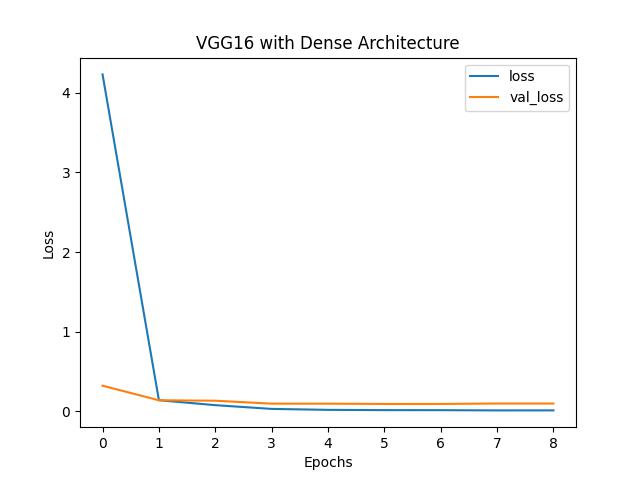 VGG16 with Dense Architecture
loss
val_loss
4
3
2
1
0
Loss
0 1 2 3 4 5 6 7 8
Epochs